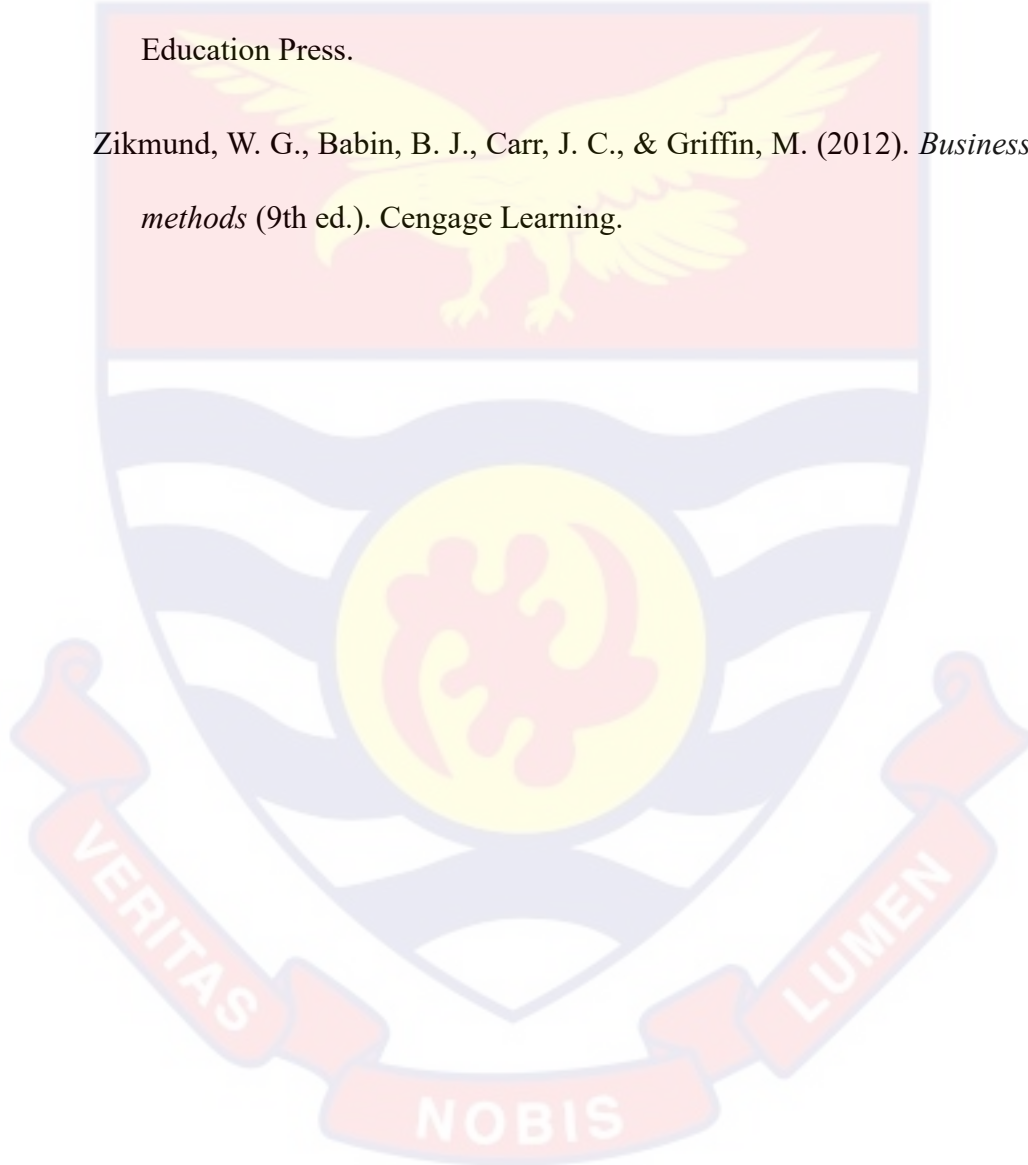 Education Press.
Zikmund, W. G., Babin, B. J., Carr, J. C., & Griffin, M. (2012). Business
methods (9th ed.). Cengage Learning.
VERITAS
NOBIS
LUMEN